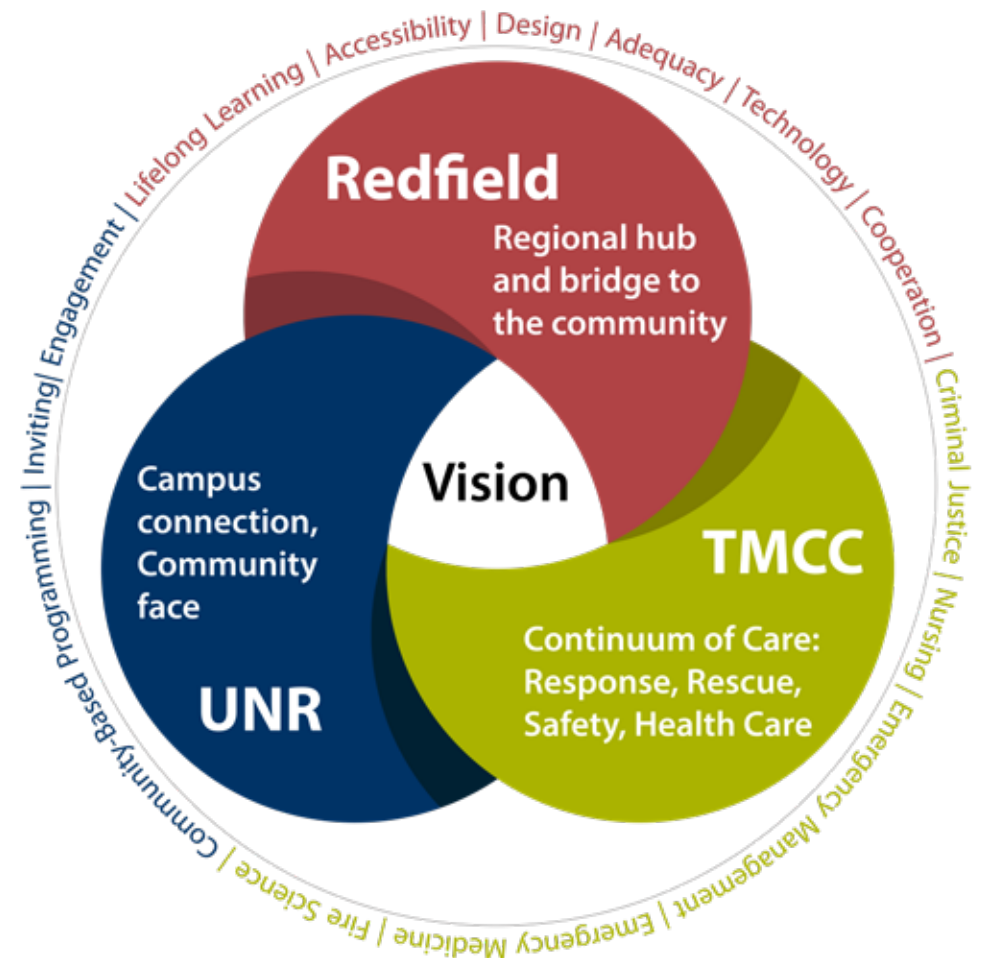 Lifelong Learning | Accessibility | Design | Adequacy | Technology | Cooperation |
Criminal Justice | Nursing | Emergency Management | Emergency Medicine | Fire Science |
Community-Based Programming | Inviting| Engagement |
Redfield
Regional hub
and bridge to
the community
Vision
Campus
connection,
Community
face
UNR
TMCC
Continuum of Care:
Response, Rescue,
Safety, Health Care